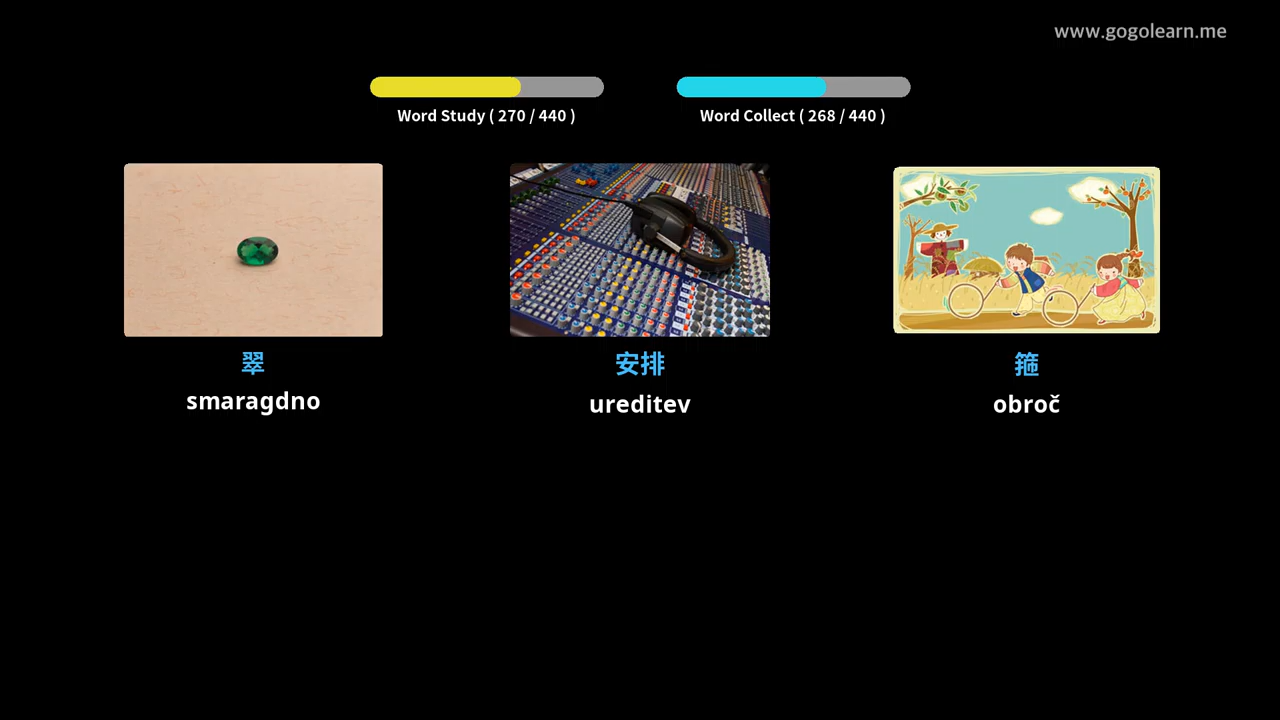 www.gogolearn.me
Word Study ( 270 / 440 )
Word Collect ( 268 / 440 )
翠
smaragdno
安排
ureditev
箍
obroč